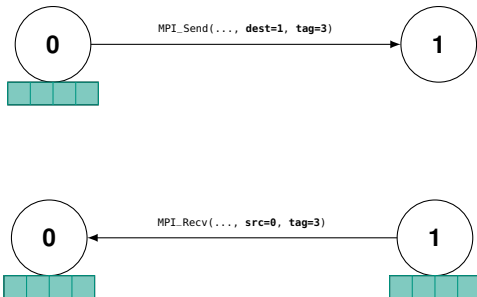 0
MPI_Send(..., dest=1, tag=3)
1
0
MPI_Recv(..., src=0, tag=3)
1